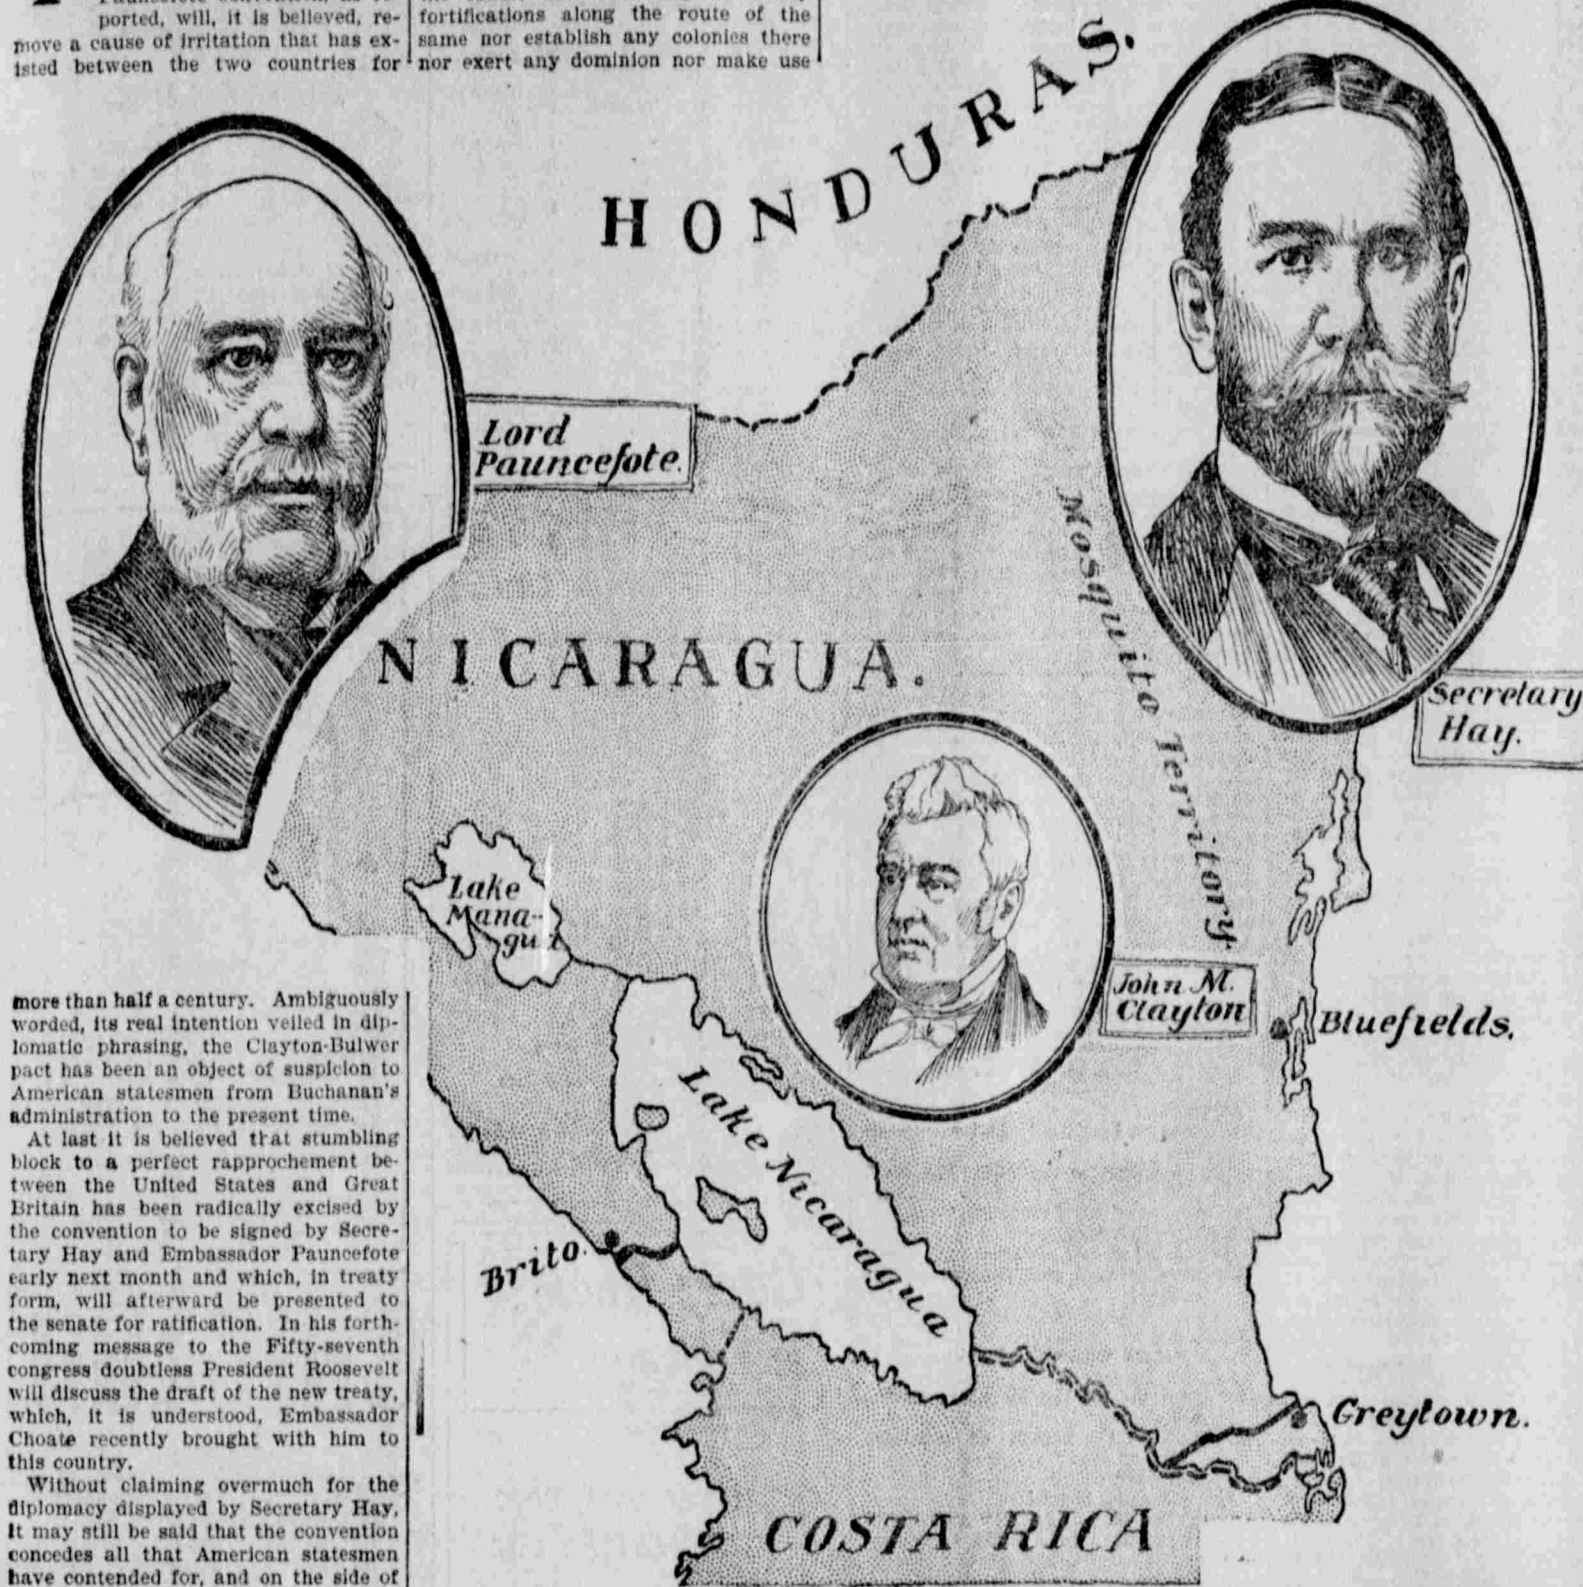 ported, will, it is believed, re-
move a cause of irritation that has ex-
isted between the two countries for
fortifications along the route of the
same nor establish any colonies there
nor exert any dominion nor make use
HONDURAS.
Lord
Pauncefote.
Secretary
Hay.
NICARAGUA.
Mosquito Territory
Lake
Mana-
gua
John M.
Clayton
Bluefields.
Lake Nicaragua
Brito.
Greytown.
COSTA RICA
more than half a century. Ambiguously
worded, its real intention veiled in dip-
lomatic phrasing, the Clayton-Bulwer
pact has been an object of suspicion to
American statesmen from Buchanan's
administration to the present time.
At last it is believed that stumbling
block to a perfect rapprochement be-
tween the United States and Great
Britain has been radically excised by
the convention to be signed by Secre-
tary Hay and Embassador Pauncefote
early next month and which, in treaty
form, will afterward be presented to
the senate for ratification. In his forth-
coming message to the Fifty-seventh
congress doubtless President Roosevelt
will discuss the draft of the new treaty,
which, it is understood, Embassador
Choate recently brought with him to
this country.
Without claiming overmuch for the
diplomacy displayed by Secretary Hay,
it may still be said that the convention
concedes all that American statesmen
have contended for, and on the side of